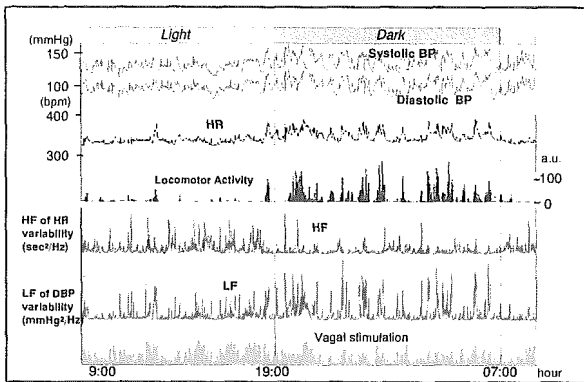 Light Dark
(mmHg)
150
Systolic BP
100
(bpm)
Diastolic BP
400
HR
300
a.u.
Locomotor Activity
100
0
HF of HR
variability
(sec²/Hz)
HF
LF of DBP
variability
(mmHg²/Hz)
LF
Vagal stimulation
9:00 19:00 07:00 hour